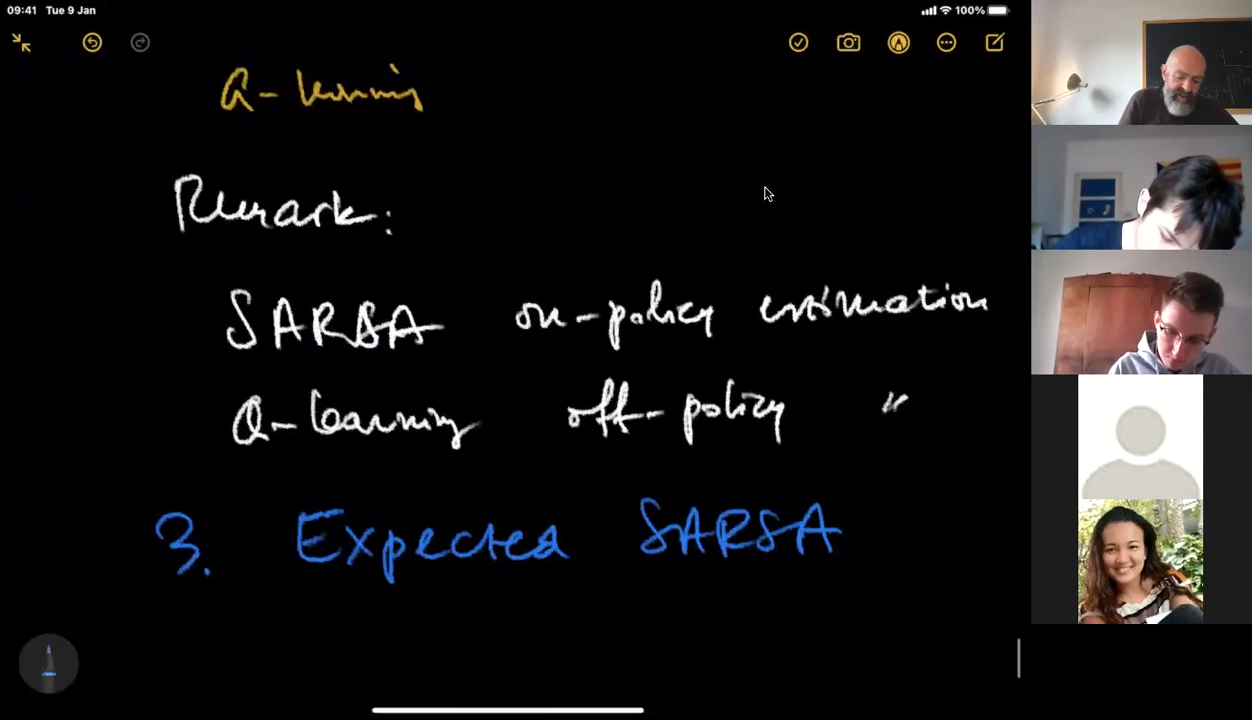 09:41 Tue 9 Jan 100%
Q-learning
Remark:
SARSA on-policy estimation
Q-learning off-policy "
3. Expected SARSA